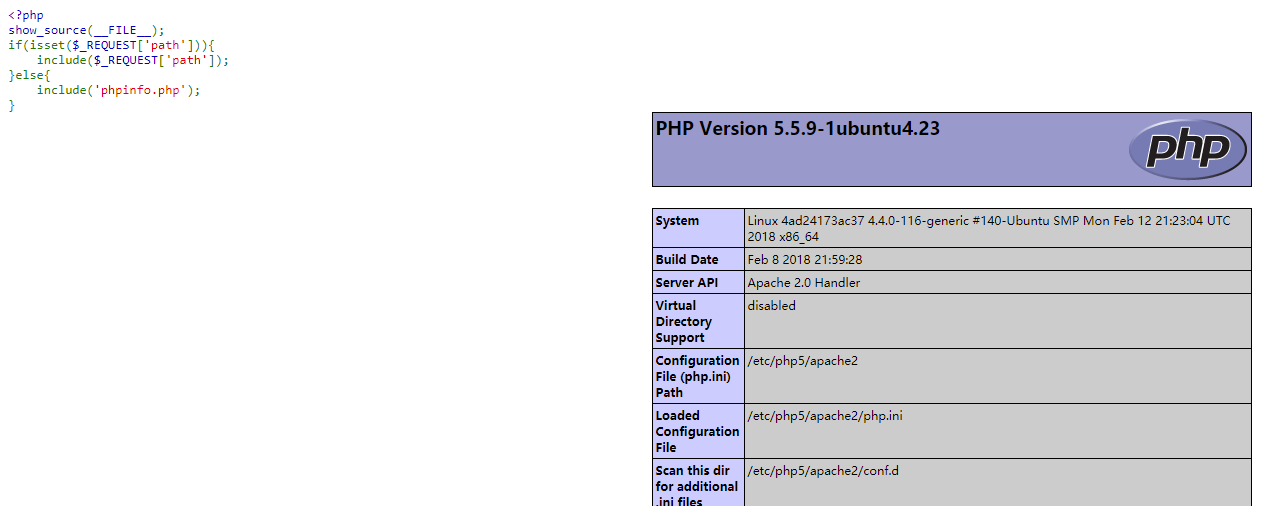 <?php
show_source(__FILE__);
if(isset($_REQUEST['path'])){
    include($_REQUEST['path']);
}else{
    include('phpinfo.php');
}
PHP Version 5.5.9-1ubuntu4.23
php
System
Linux 4ad24173ac37 4.4.0-116-generic #140-Ubuntu SMP Mon Feb 12 21:23:04 UTC
2018 x86_64
Build Date
Feb 8 2018 21:59:28
Server API
Apache 2.0 Handler
Virtual
Directory
Support
disabled
Configuration
File (php.ini)
Path
/etc/php5/apache2
Loaded
Configuration
File
/etc/php5/apache2/php.ini
Scan this dir
for additional
.ini files
/etc/php5/apache2/conf.d